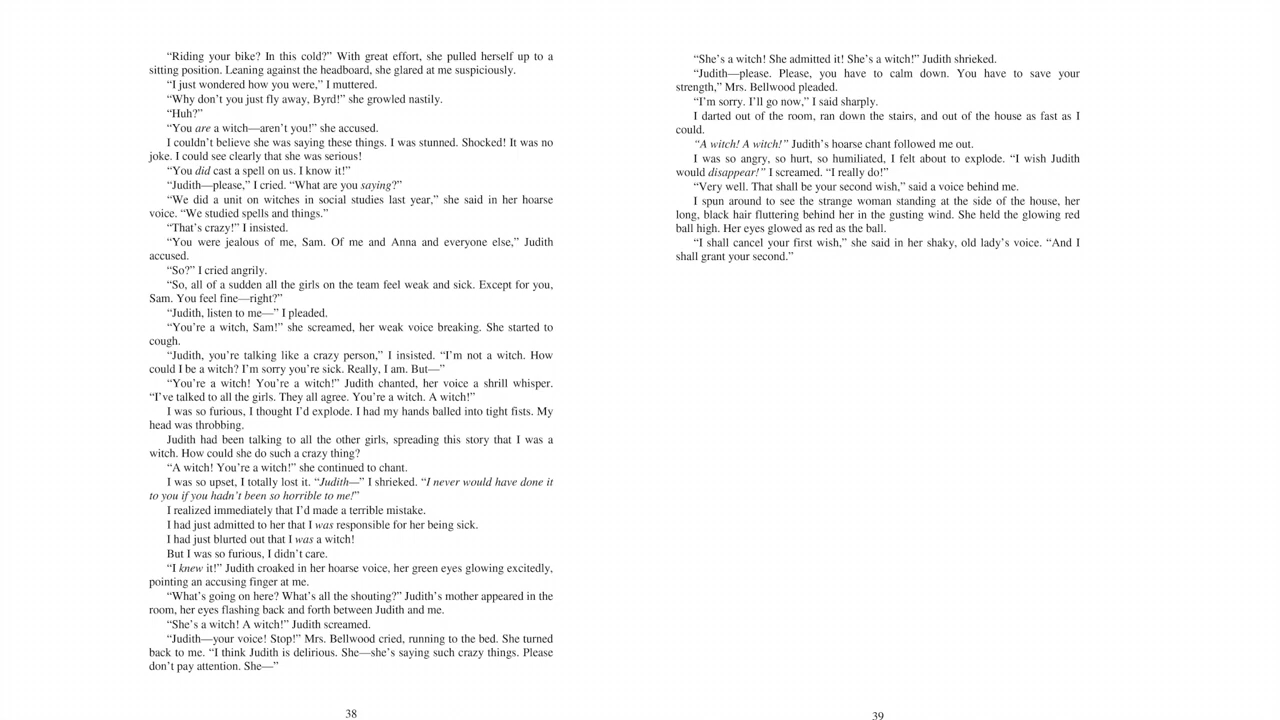 “Riding your bike? In this cold?” With great effort, she pulled herself up to a
sitting position. Leaning against the headboard, she glared at me suspiciously.
“I just wondered how you were,” I muttered.
“Why don’t you just fly away, Byrd!” she growled nastily.
“Huh?”
“You are a witch—aren’t you!” she accused.
I couldn’t believe she was saying these things. I was stunned. Shocked! It was no
joke. I could see clearly that she was serious!
“You did cast a spell on us. I know it!”
“Judith—please,” I cried. “What are you saying?”
“We did a unit on witches in social studies last year,” she said in her hoarse
voice. “We studied spells and things.”
“That’s crazy!” I insisted.
“You were jealous of me, Sam. Of me and Anna and everyone else,” Judith
accused.
“So?” I cried angrily.
“So, all of a sudden all the girls on the team feel weak and sick. Except for you,
Sam. You feel fine—right?”
“Judith, listen to me—” I pleaded.
“You’re a witch, Sam!” she screamed, her weak voice breaking. She started to
cough.
“Judith, you’re talking like a crazy person,” I insisted. “I’m not a witch. How
could I be a witch? I’m sorry you’re sick. Really, I am. But—”
“You’re a witch! You’re a witch!” Judith chanted, her voice a shrill whisper.
“I’ve talked to all the girls. They all agree. You’re a witch. A witch!”
I was so furious, I thought I’d explode. I had my hands balled into tight fists. My
head was throbbing.
Judith had been talking to all the other girls, spreading this story that I was a
witch. How could she do such a crazy thing?
“A witch! You’re a witch!” she continued to chant.
I was so upset, I totally lost it. “Judith—” I shrieked. “I never would have done it
to you if you hadn’t been so horrible to me!”
I realized immediately that I’d made a terrible mistake.
I had just admitted to her that I was responsible for her being sick.
I had just blurted out that I was a witch!
But I was so furious, I didn’t care.
“I knew it!” Judith croaked in her hoarse voice, her green eyes glowing excitedly,
pointing an accusing finger at me.
“What’s going on here? What’s all the shouting?” Judith’s mother appeared in the
room, her eyes flashing back and forth between Judith and me.
“She’s a witch! A witch!” Judith screamed.
“Judith—your voice! Stop!” Mrs. Bellwood cried, running to the bed. She turned
back to me. “I think Judith is delirious. She—she’s saying such crazy things. Please
don’t pay attention. She—”
38
“She’s a witch! She admitted it! She’s a witch!” Judith shrieked.
“Judith—please. Please, you have to calm down. You have to save your
strength,” Mrs. Bellwood pleaded.
“I’m sorry. I’ll go now,” I said sharply.
I darted out of the room, ran down the stairs, and out of the house as fast as I
could.
“A witch! A witch!” Judith’s hoarse chant followed me out.
I was so angry, so hurt, so humiliated, I felt about to explode. “I wish Judith
would disappear!” I screamed. “I really do!”
“Very well. That shall be your second wish,” said a voice behind me.
I spun around to see the strange woman standing at the side of the house, her
long, black hair fluttering behind her in the gusting wind. She held the glowing red
ball high. Her eyes glowed as red as the ball.
“I shall cancel your first wish,” she said in her shaky, old lady’s voice. “And I
shall grant your second.”
39